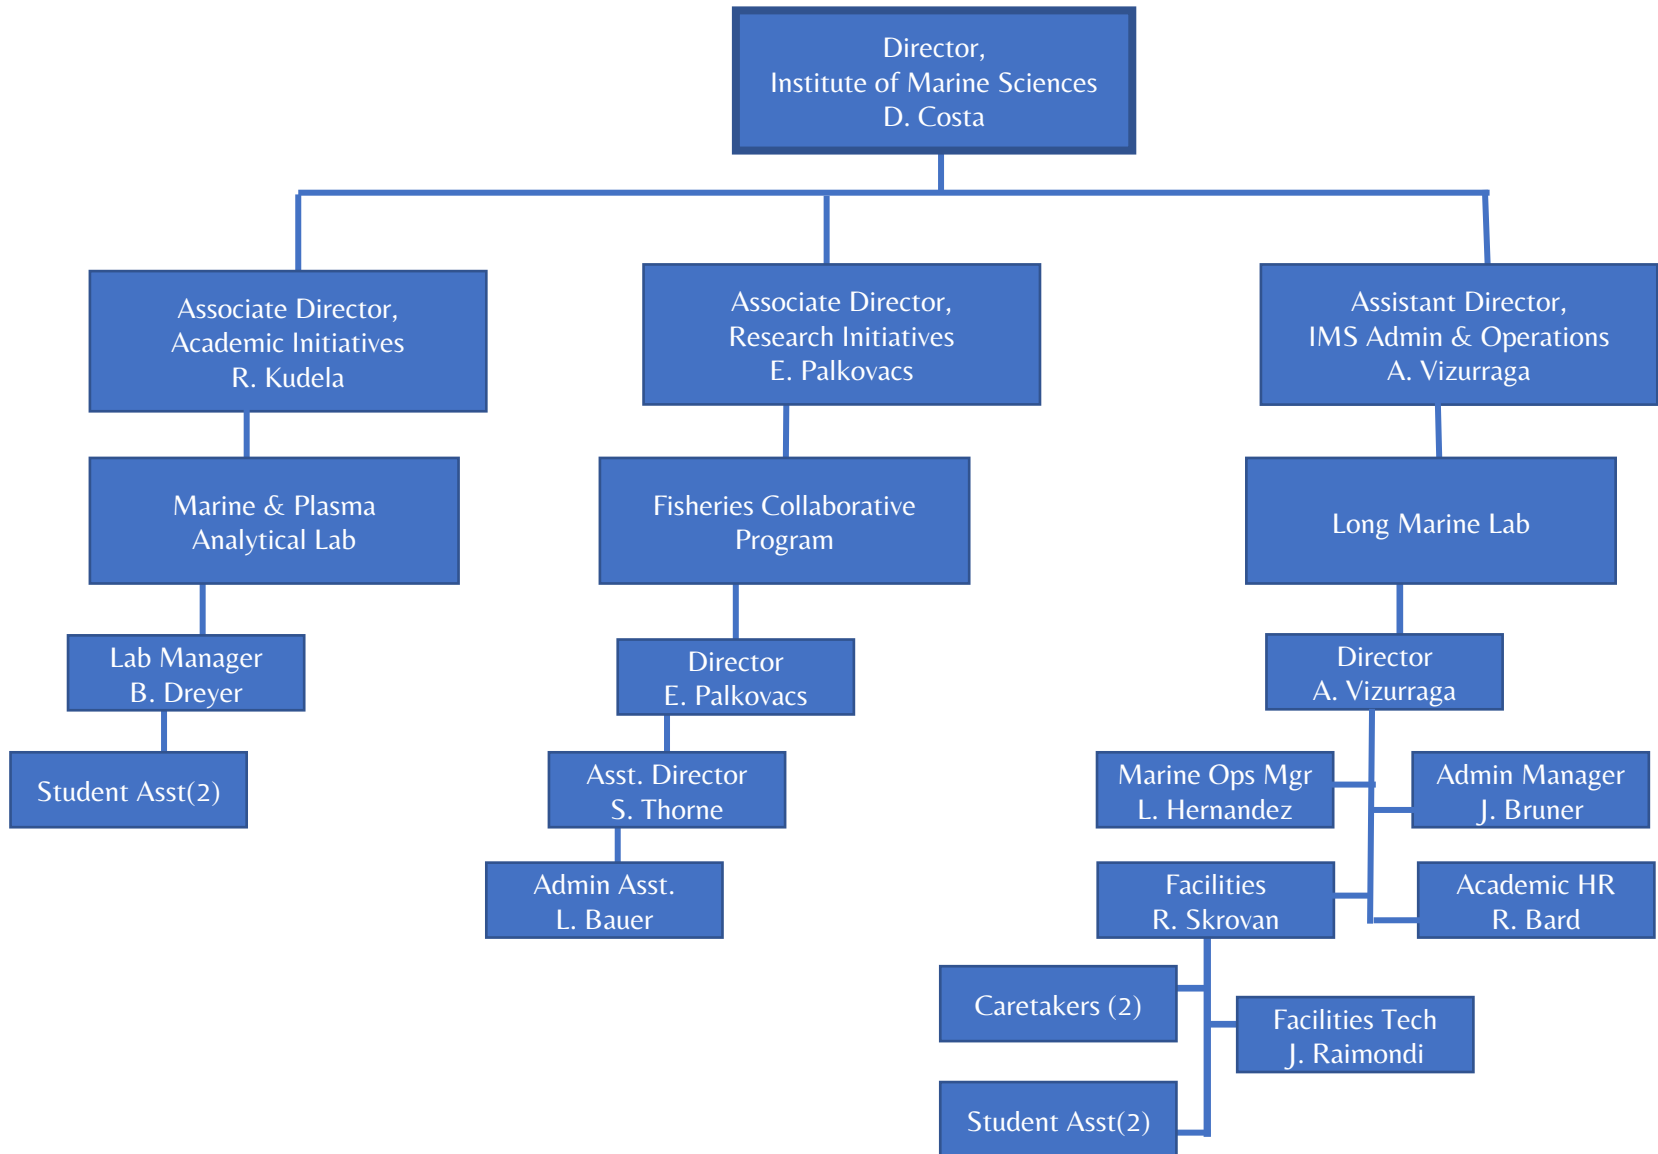 Director,
Institute of Marine Sciences
D. Costa
Associate Director,
Academic Initiatives
R. Kudela
Associate Director,
Research Initiatives
E. Palkovacs
Assistant Director,
IMS Admin & Operations
A. Vizurraga
Marine & Plasma
Analytical Lab
Fisheries Collaborative
Program
Long Marine Lab
Lab Manager
B. Dreyer
Director
E. Palkovacs
Director
A. Vizurraga
Student Asst(2)
Asst. Director
S. Thorne
Marine Ops Mgr
L. Hernandez
Admin Manager
J. Bruner
Admin Asst.
L. Bauer
Facilities
R. Skrovan
Academic HR
R. Bard
Caretakers (2)
Facilities Tech
J. Raimondi
Student Asst(2)